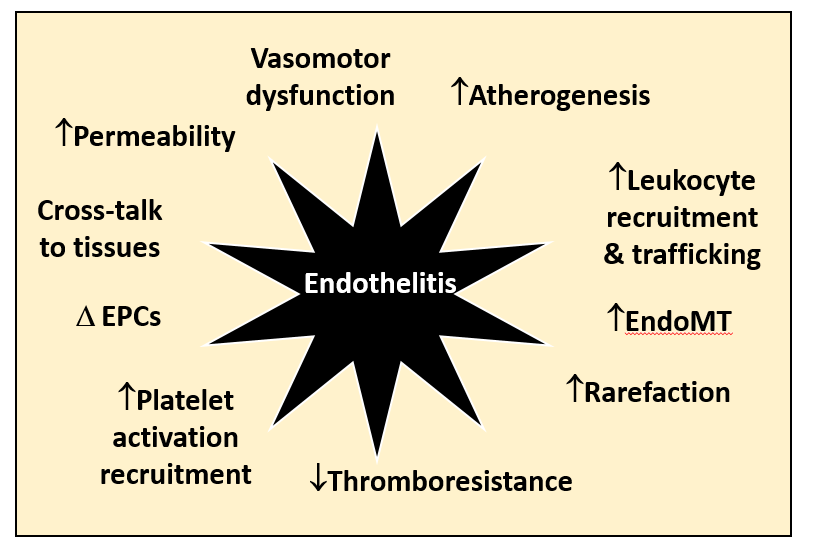 Vasomotor
dysfunction
↑Atherogenesis
↑Leukocyte
recruitment
& trafficking
↑EndoMT
↑Rarefaction
↓Thromboresistance
↑Platelet
activation
recruitment
Δ EPCs
Cross-talk
to tissues
↑Permeability
Endothelitis